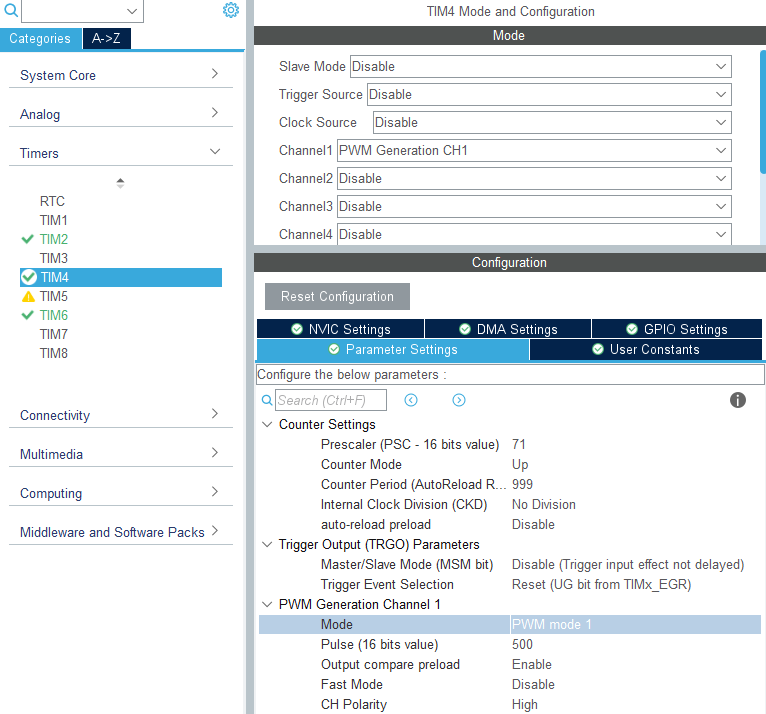 Categories
A->Z
System Core
Analog
Timers
RTC
TIM1
TIM2
TIM3
TIM4
TIM5
TIM6
TIM7
TIM8
Connectivity
Multimedia
Computing
Middleware and Software Packs
TIM4 Mode and Configuration
Mode
Slave Mode Disable
Trigger Source Disable
Clock Source Disable
Channel1 PWM Generation CH1
Channel2 Disable
Channel3 Disable
Channel4 Disable
Configuration
Reset Configuration
NVIC Settings DMA Settings GPIO Settings
Parameter Settings User Constants
Configure the below parameters :
Search (Ctrl+F)
Counter Settings
Prescaler (PSC - 16 bits value) 71
Counter Mode Up
Counter Period (AutoReload R... 999
Internal Clock Division (CKD) No Division
auto-reload preload Disable
Trigger Output (TRGO) Parameters
Master/Slave Mode (MSM bit) Disable (Trigger input effect not delayed)
Trigger Event Selection Reset (UG bit from TIMx_EGR)
PWM Generation Channel 1
Mode PWM mode 1
Pulse (16 bits value) 500
Output compare preload Enable
Fast Mode Disable
CH Polarity High